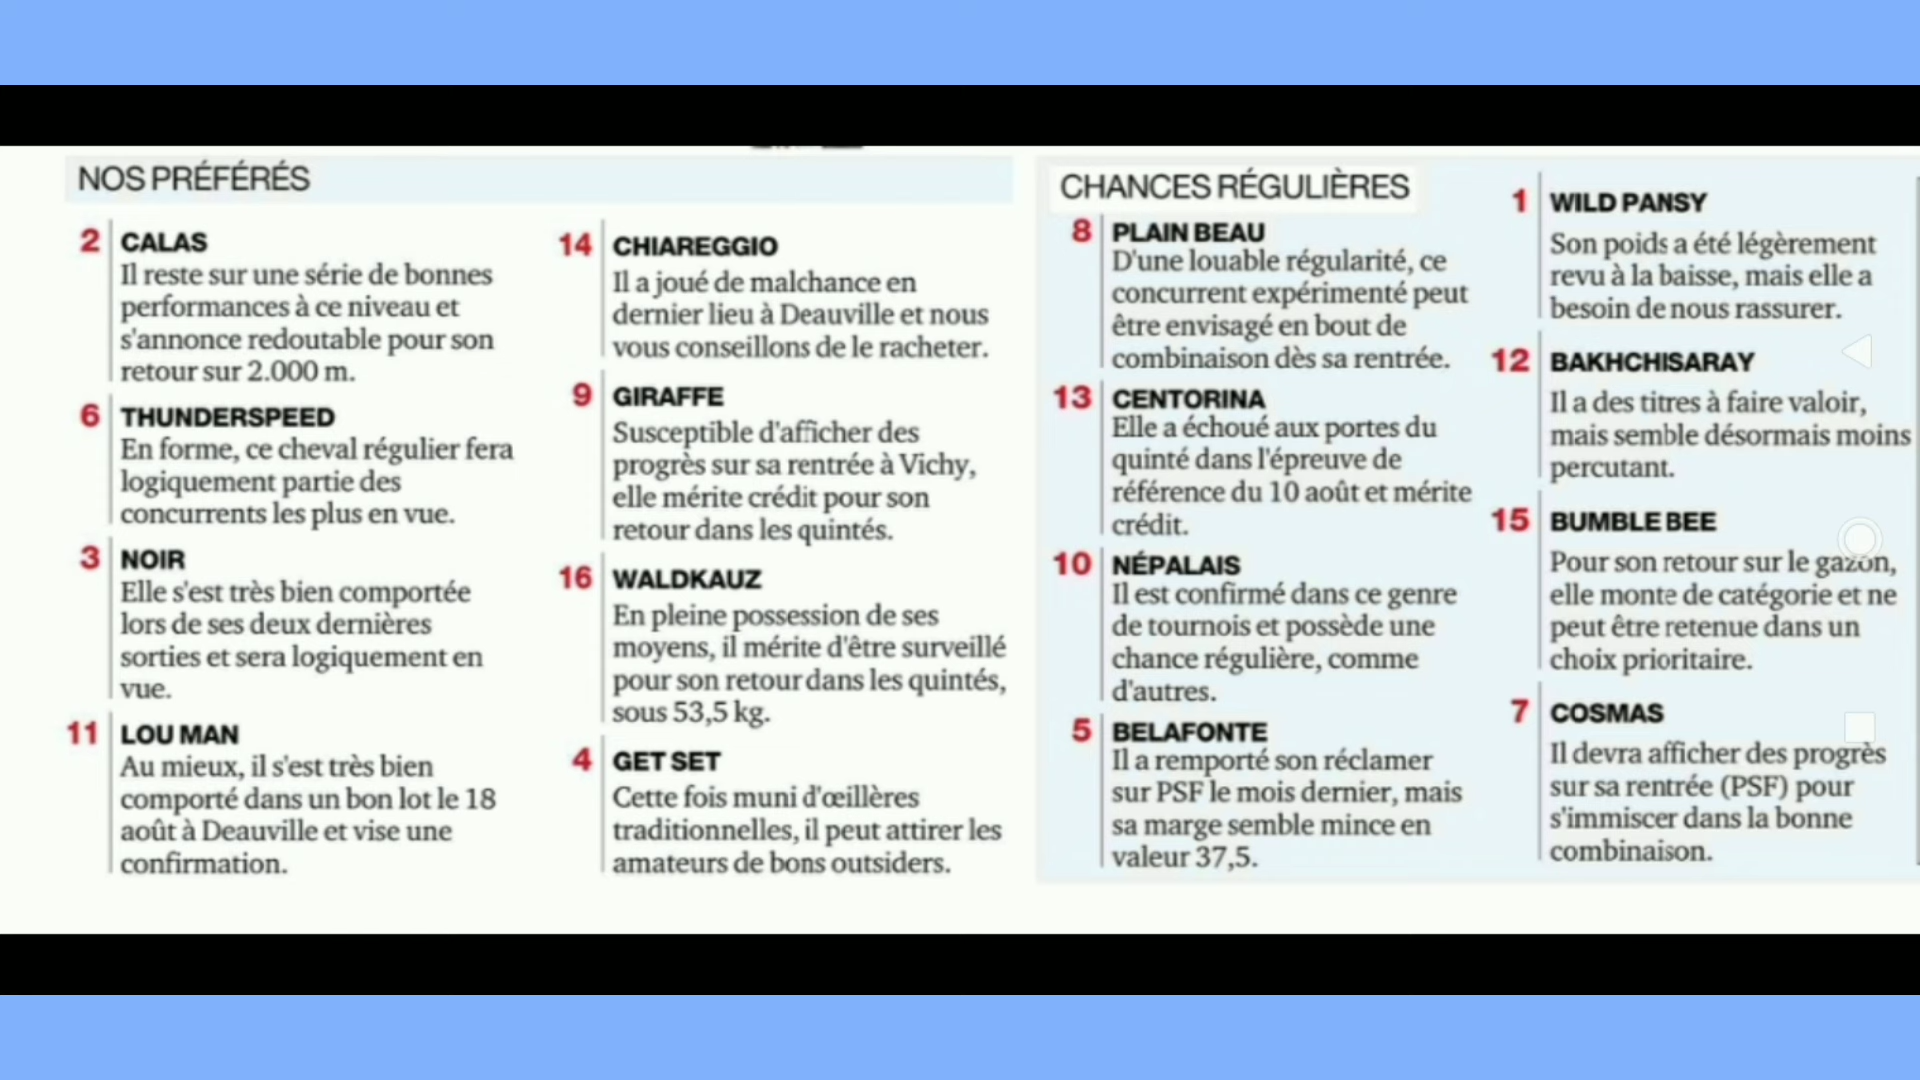 NOS PRÉFÉRÉS
2 CALAS
Il reste sur une série de bonnes
performances à ce niveau et
s'annonce redoutable pour son
retour sur 2.000 m.
6 THUNDERSPEED
En forme, ce cheval régulier fera
logiquement partie des
concurrents les plus en vue.
3 NOIR
Elle s'est très bien comportée
lors de ses deux dernières
sorties et sera logiquement en
vue.
11 LOU MAN
Au mieux, il s'est très bien
comporté dans un bon lot le 18
août à Deauville et vise une
confirmation.
14 CHIAREGGIO
Il a joué de malchance en
dernier lieu à Deauville et nous
vous conseillons de le racheter.
9 GIRAFFE
Susceptible d'afficher des
progrès sur sa rentrée à Vichy,
elle mérite crédit pour son
retour dans les quintés.
16 WALDKAUZ
En pleine possession de ses
moyens, il mérite d'être surveillé
pour son retour dans les quintés,
sous 53,5 kg.
4 GET SET
Cette fois muni d'œillères
traditionnelles, il peut attirer les
amateurs de bons outsiders.
CHANCES RÉGULIÈRES
8 PLAIN BEAU
D'une louable régularité, ce
concurrent expérimenté peut
être envisagé en bout de
combinaison dès sa rentrée.
13 CENTORINA
Elle a échoué aux portes du
quinté dans l'épreuve de
référence du 10 août et mérite
crédit.
10 NÉPALAIS
Il est confirmé dans ce genre
de tournois et possède une
chance régulière, comme
d'autres.
5 BELAFONTE
Il a remporté son réclamer
sur PSF le mois dernier, mais
sa marge semble mince en
valeur 37,5.
1 WILD PANSY
Son poids a été légèrement
revu à la baisse, mais elle a
besoin de nous rassurer.
12 BAKHCHISARAY
Il a des titres à faire valoir,
mais semble désormais moins
percutant.
15 BUMBLE BEE
Pour son retour sur le gazon,
elle monte de catégorie et ne
peut être retenue dans un
choix prioritaire.
7 COSMAS
Il devra afficher des progrès
sur sa rentrée (PSF) pour
s'immiscer dans la bonne
combinaison.